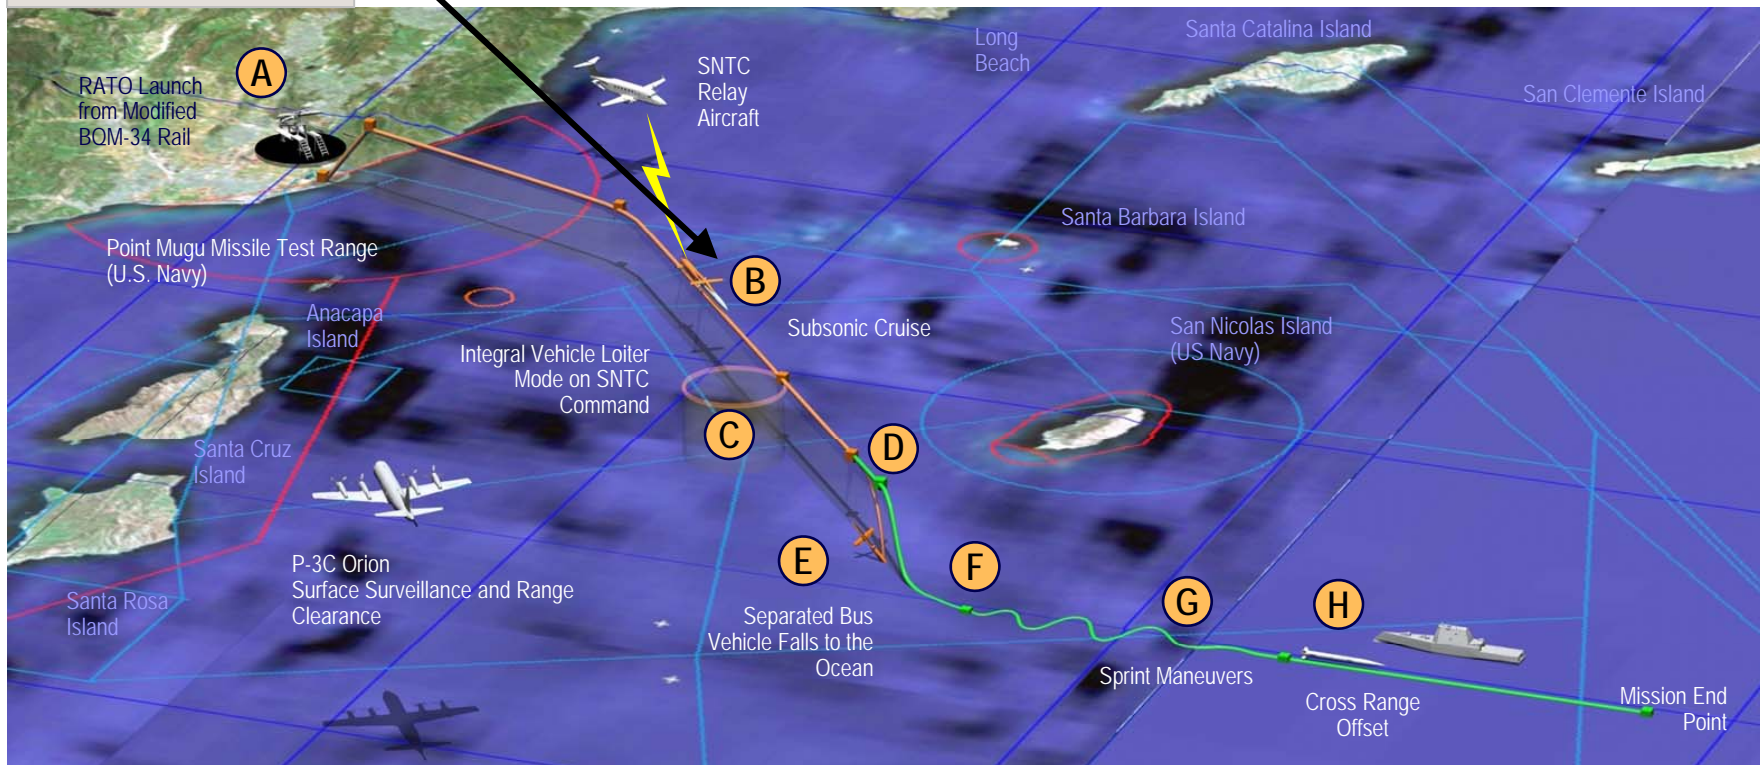 A
RATO Launch
from Modified
BQM-34 Rail
SNTC
Relay
Aircraft
Long
Beach
Santa Catalina Island
San Clemente Island
Point Mugu Missile Test Range
(U.S. Navy)
Santa Barbara Island
B
Subsonic Cruise
Anacapa
Island
San Nicolas Island
(US Navy)
Integral Vehicle Loiter
Mode on SNTC
Command
C
D
Santa Cruz
Island
E
F
P-3C Orion
Surface Surveillance and Range
Clearance
Santa Rosa
Island
G
H
Separated Bus
Vehicle Falls to the
Ocean
Sprint Maneuvers
Cross Range
Offset
Mission End
Point